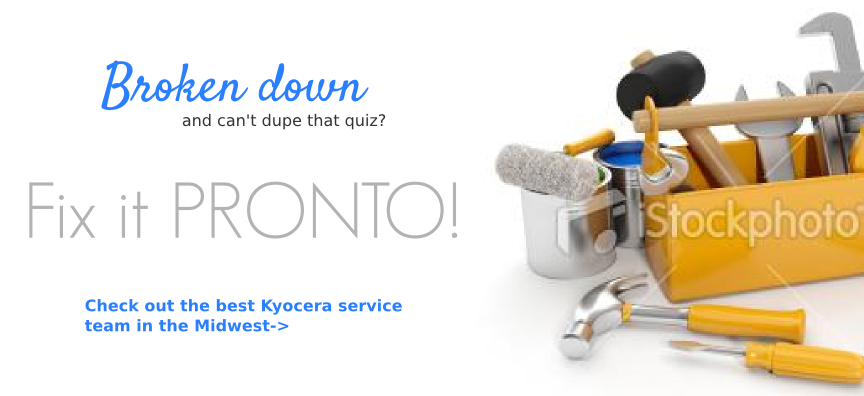 Broken down
and can't dupe that quiz?
Fix it PRONTO!
Check out the best Kyocera service
team in the Midwest->
iStockphoto